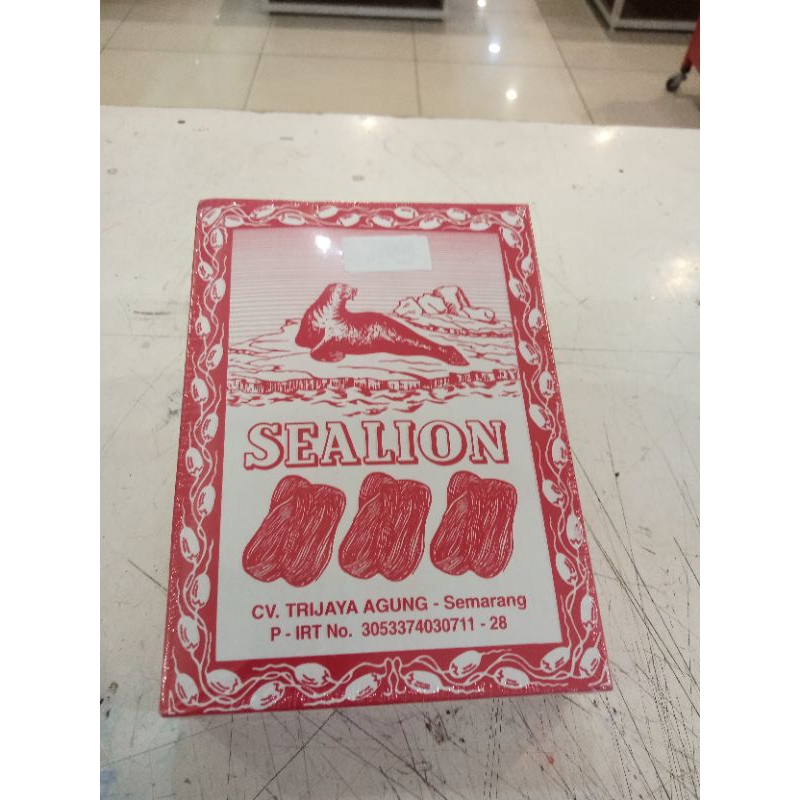 SEALION
CV. TRIJAYA AGUNG - Semarang
P - IRT No. 3053374030711 - 28